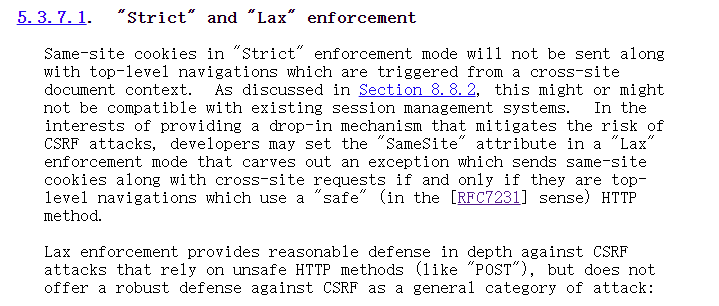 5.3.7.1. "Strict" and "Lax" enforcement
Same-site cookies in "Strict" enforcement mode will not be sent along
with top-level navigations which are triggered from a cross-site
document context. As discussed in Section 8.8.2, this might or might
not be compatible with existing session management systems. In the
interests of providing a drop-in mechanism that mitigates the risk of
CSRF attacks, developers may set the "SameSite" attribute in a "Lax"
enforcement mode that carves out an exception which sends same-site
cookies along with cross-site requests if and only if they are top-
level navigations which use a "safe" (in the [RFC7231] sense) HTTP
method.
Lax enforcement provides reasonable defense in depth against CSRF
attacks that rely on unsafe HTTP methods (like "POST"), but does not
offer a robust defense against CSRF as a general category of attack: